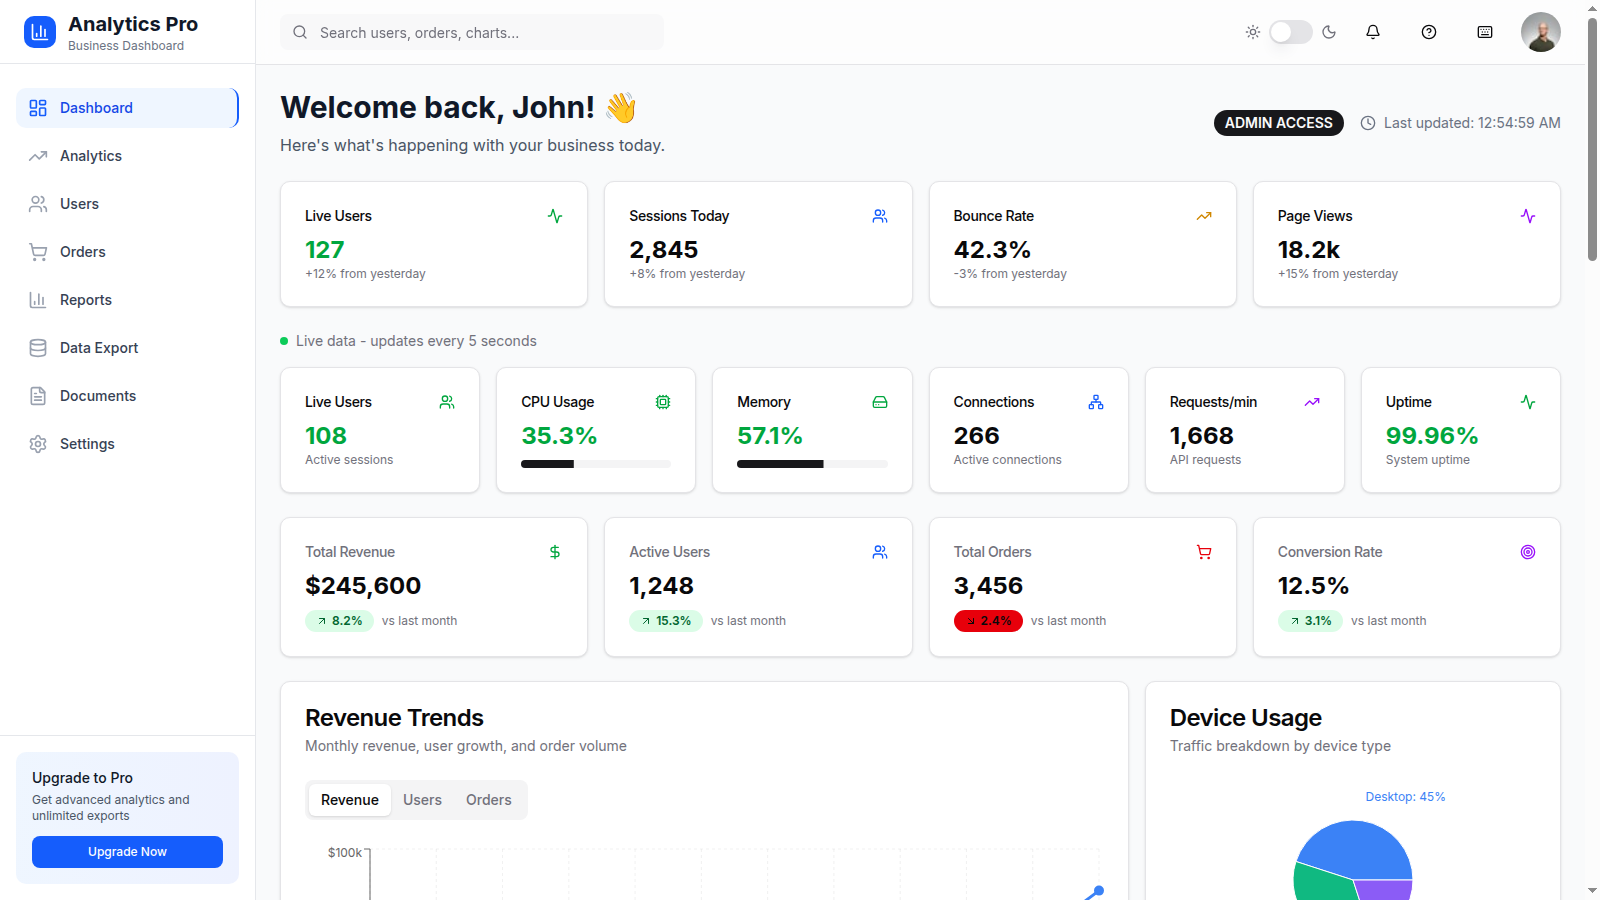 Analytics Pro
Business Dashboard
Search users, orders, charts...
Dashboard
Analytics
Users
Orders
Reports
Data Export
Documents
Settings
Upgrade to Pro
Get advanced analytics and
unlimited exports
Upgrade Now
Welcome back, John! 👋
Here's what's happening with your business today.
ADMIN ACCESS
Last updated: 12:54:59 AM
Live Users
127
+12% from yesterday
Sessions Today
2,845
+8% from yesterday
Bounce Rate
42.3%
-3% from yesterday
Page Views
18.2k
+15% from yesterday
Live data - updates every 5 seconds
Live Users
108
Active sessions
CPU Usage
35.3%
Memory
57.1%
Connections
266
Active connections
Requests/min
1,668
API requests
Uptime
99.96%
System uptime
Total Revenue
$245,600
8.2% vs last month
Active Users
1,248
15.3% vs last month
Total Orders
3,456
2.4% vs last month
Conversion Rate
12.5%
3.1% vs last month
Revenue Trends
Monthly revenue, user growth, and order volume
Revenue Users Orders
$100k
Device Usage
Traffic breakdown by device type
Desktop: 45%